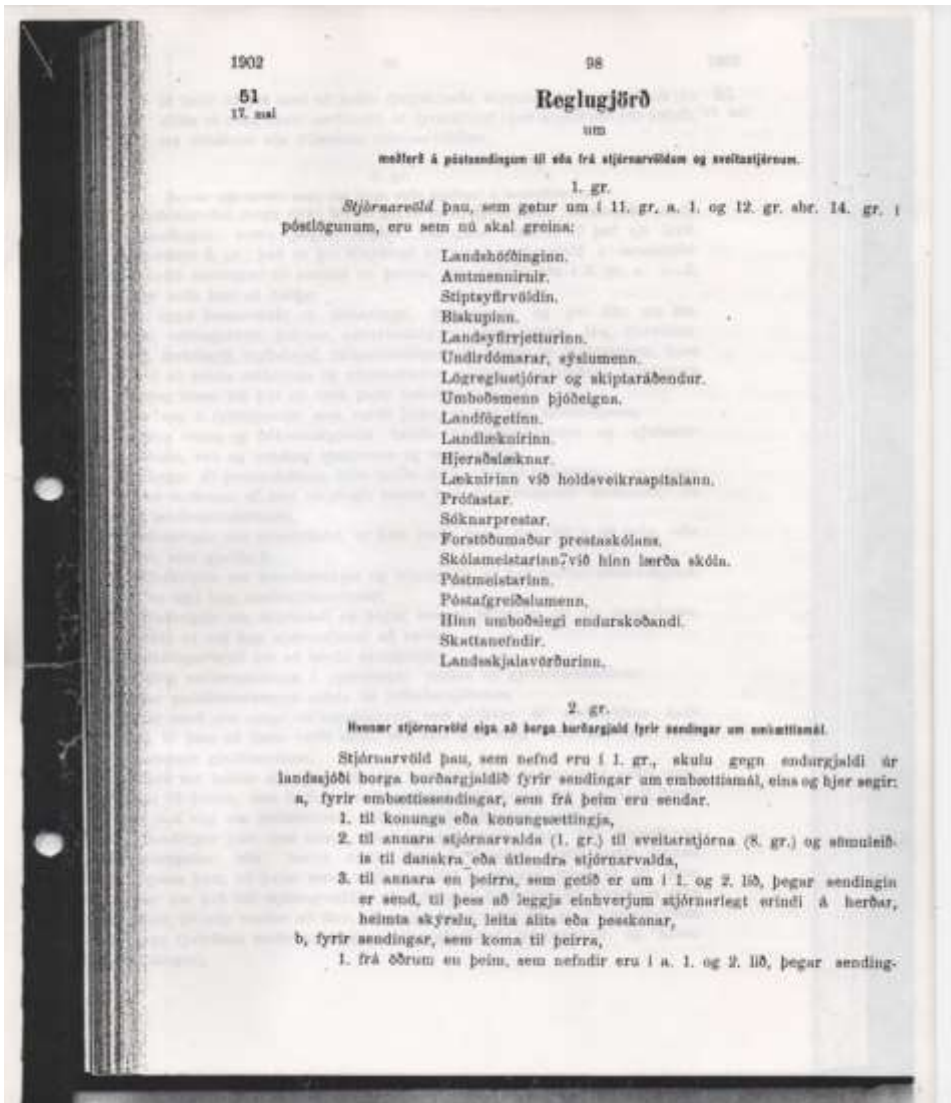 1902
98
51
17. maí
Reglugjörð
um
meðferð á póstsendingum til eða frá stjórnarvöldum og sveitastjórnum.
1. gr.
Stjórnarvöld þau, sem getur um í 11. gr. a. 1. og 12. gr. sbr. 14. gr. í
póstlögunum, eru sem nú skal greina:
Landshöfðinginn.
Amtmennirnir.
Stiptsyfirvöldin.
Biskupinn.
Landsyfirrjetturinn.
Undirdómarar, sýslumenn.
Lögreglustjórar og skiptaráðendur.
Umboðsmenn þjóðeigna.
Landfógetinn.
Landlæknirinn.
Hjeraðslæknar.
Læknirinn við holdsveikraspítalann.
Prófastar.
Sóknarprestar.
Forstöðumaður prestaskólans.
Skólameistarinn við hinn lærða skóla.
Póstmeistarinn.
Póstafgreiðslumenn.
Hinn umboðslegi endurskoðandi.
Skattanefndir.
Landsskjalavörðurinn.
2. gr.
Hvenær stjórnarvöld eiga að borga burðargjald fyrir sendingar um embættismál.
Stjórnarvöld þau, sem nefnd eru í 1. gr., skulu gegn endurgjaldi úr
landssjóði borga burðargjaldið fyrir sendingar um embættismál, eins og hjer segir:
a, fyrir embættissendingar, sem frá þeim eru sendar.
1. til konungs eða konungsættingja,
2. til annara stjórnarvalda (1. gr.) til sveitarstjórna (8. gr.) og sömuleið-
is til danskra eða útlendra stjórnarvalda,
3. til annara en þeirra, sem getið er um í 1. og 2. lið, þegar sendingin
er send, til þess að leggja einhverjum stjórnarlegt erindi á herðar,
heimta skýrslu, leita álits eða þesskonar,
b, fyrir sendingar, sem koma til þeirra,
1. frá öðrum en þeim, sem nefndir eru í a. 1. og 2. lið, þegar sending-